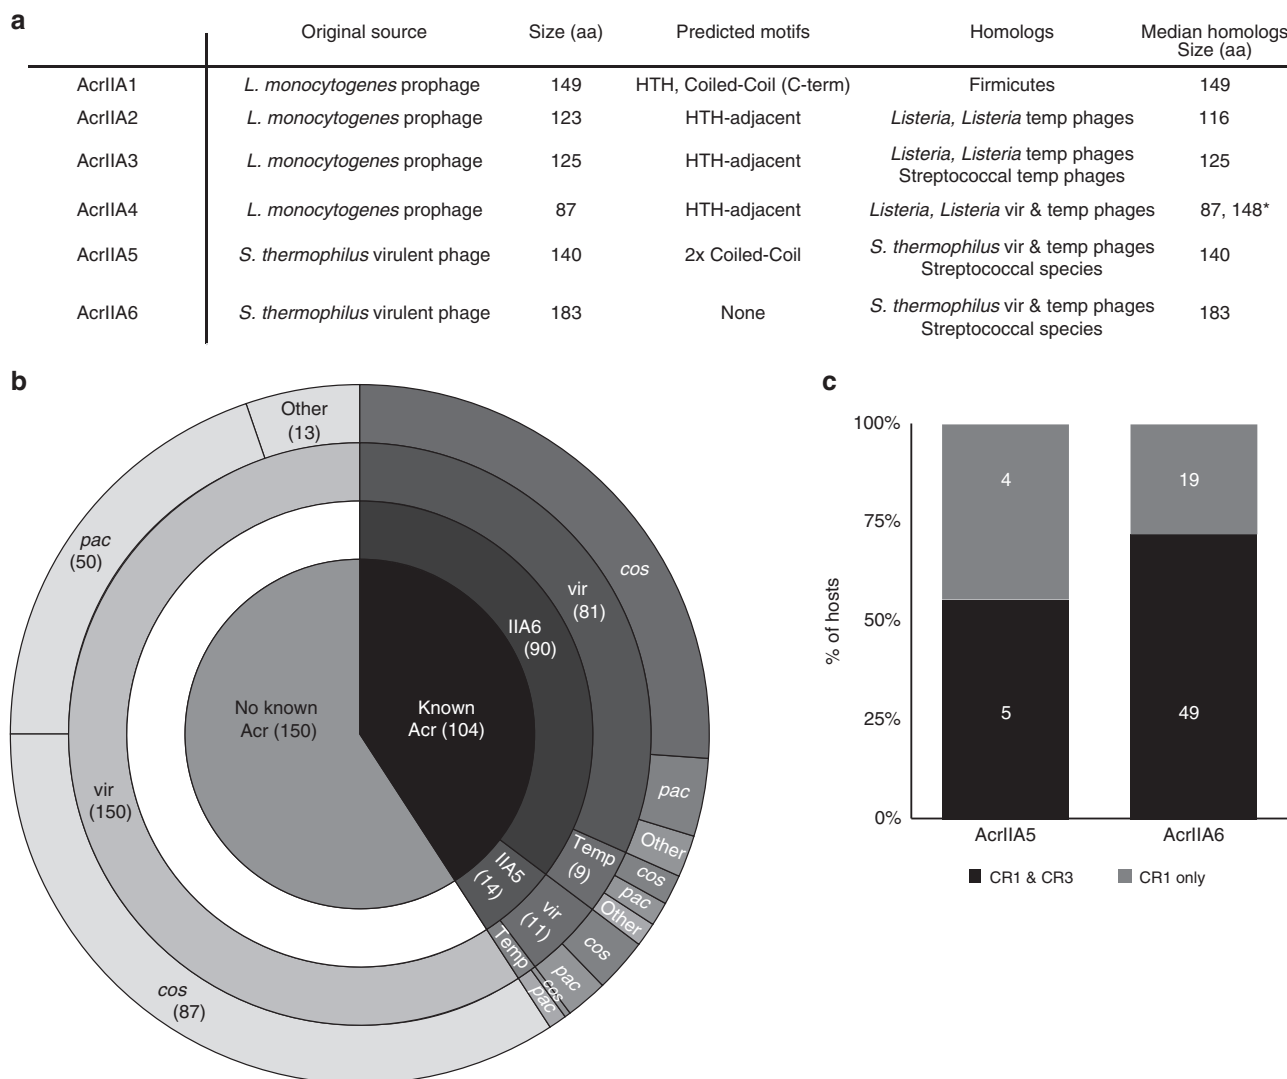 a
Original source Size (aa) Predicted motifs Homologs Median homologs
Size (aa)
AcrIIA1 L. monocytogenes prophage 149 HTH, Coiled-Coil (C-term) Firmicutes 149
AcrIIA2 L. monocytogenes prophage 123 HTH-adjacent Listeria, Listeria temp phages 116
AcrIIA3 L. monocytogenes prophage 125 HTH-adjacent Listeria, Listeria temp phages 125
Streptococcal temp phages
AcrIIA4 L. monocytogenes prophage 87 HTH-adjacent Listeria, Listeria vir & temp phages 87, 148*
AcrIIA5 S. thermophilus virulent phage 140 2x Coiled-Coil S. thermophilus vir & temp phages 140
Streptococcal species
AcrIIA6 S. thermophilus virulent phage 183 None S. thermophilus vir & temp phages 183
Streptococcal species
b
Other
(13)
pac
(50)
cos
vir
(81)
IIA6
(90)
No known
Acr (150)
Known
Acr (104)
vir
(150)
pac
Other
Temp
(9)
cos
pac
Other
IIA5
(14)
vir
(11)
cos
pac
Temp
cos
pac
cos
(87)
c
100%
75%
50%
25%
0%
% of hosts
4
5
19
49
AcrIIA5
AcrIIA6
CR1 & CR3
CR1 only